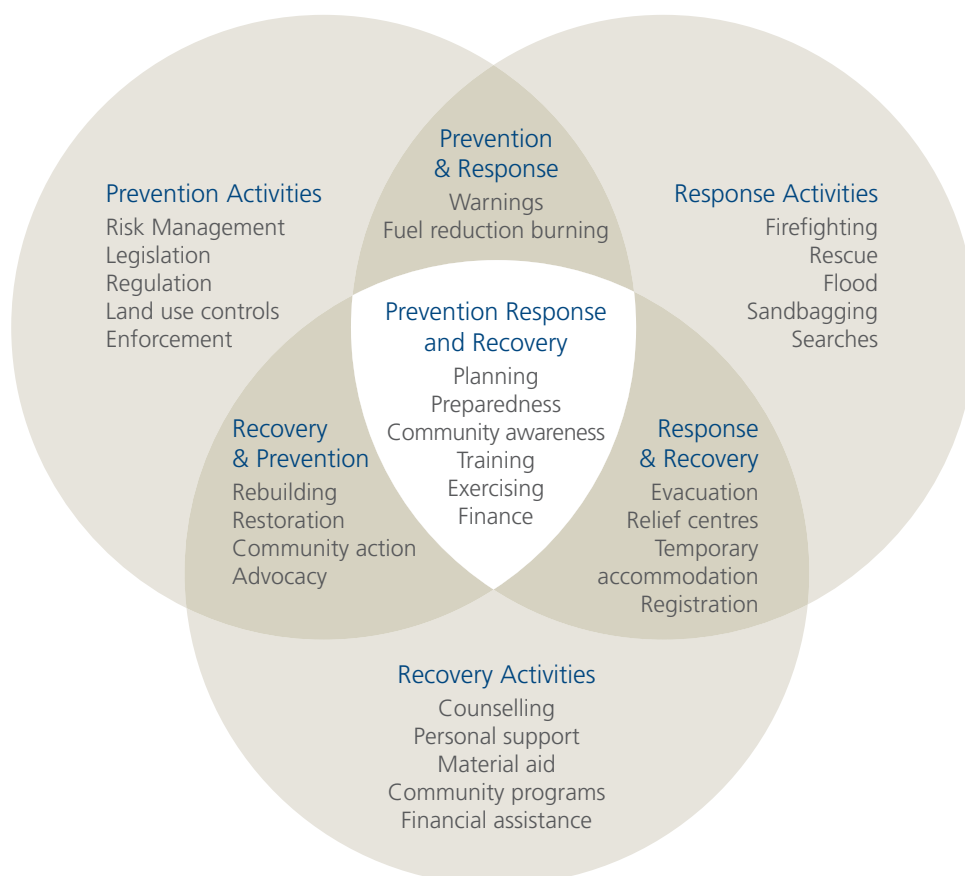 Prevention
& Response
Warnings
Fuel reduction burning
Prevention Activities
Risk Management
Legislation
Regulation
Land use controls
Enforcement
Response Activities
Firefighting
Rescue
Flood
Sandbagging
Searches
Prevention Response
and Recovery
Planning
Preparedness
Community awareness
Training
Exercising
Finance
Recovery
& Prevention
Rebuilding
Restoration
Community action
Advocacy
Response
& Recovery
Evacuation
Relief centres
Temporary
accommodation
Registration
Recovery Activities
Counselling
Personal support
Material aid
Community programs
Financial assistance